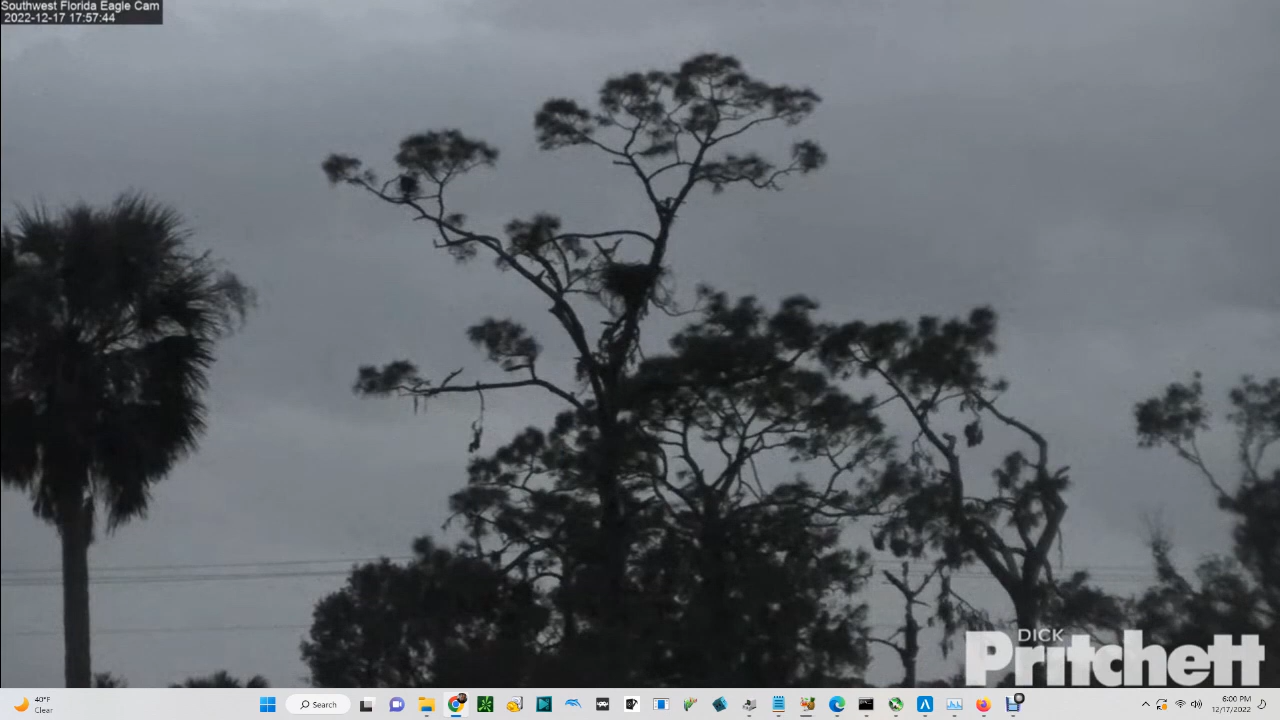 Southwest Florida Eagle Cam
2022-12-17 17:57:44
DICK
Pritchett
40°F
Clear
Search
6:00 PM
12/17/2022